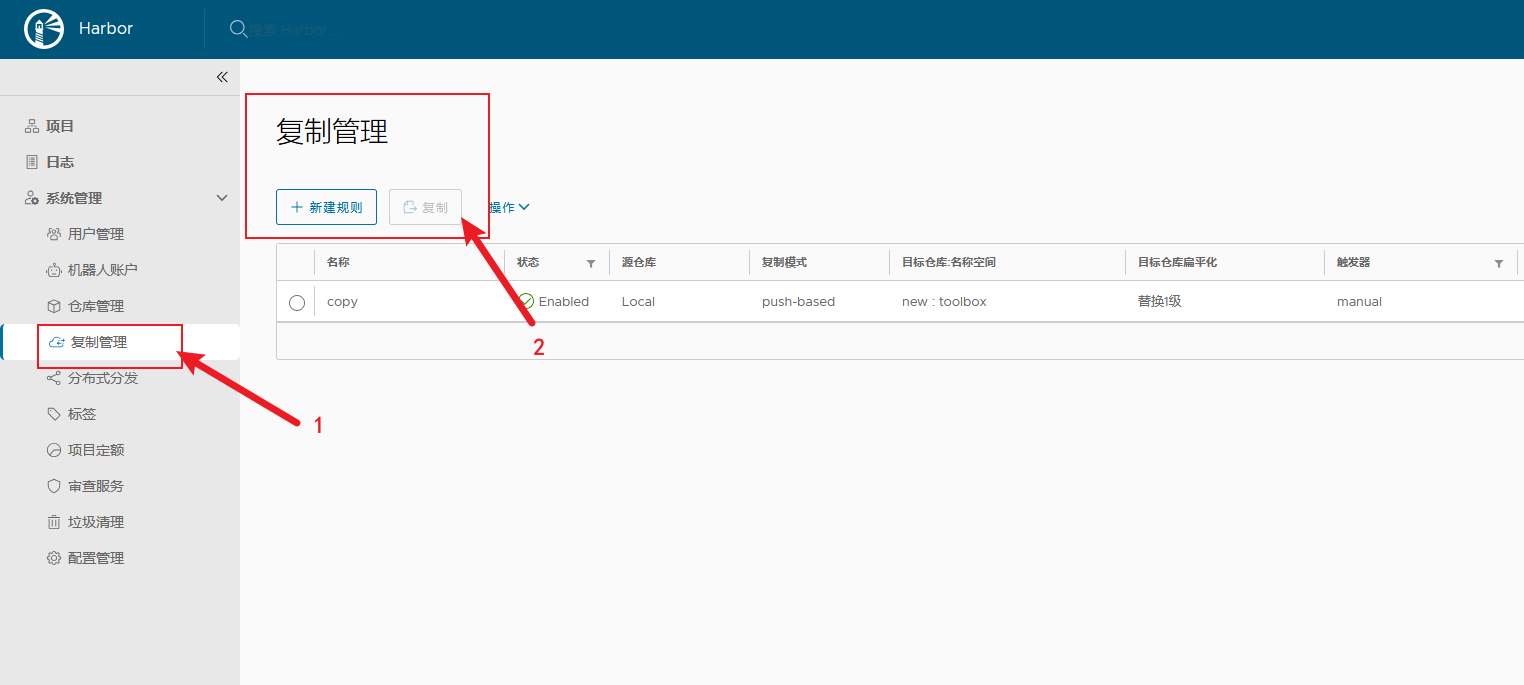 Harbor
搜索 Harbor...
项目
日志
系统管理
用户管理
机器人账户
仓库管理
复制管理
分布式分发
标签
项目定额
审查服务
垃圾清理
配置管理
1
复制管理
新建规则 复制 操作
名称 状态 源仓库 复制模式 目标仓库:名称空间 目标仓库扁平化 触发器
copy Enabled Local push-based new : toolbox 替换1级 manual
2